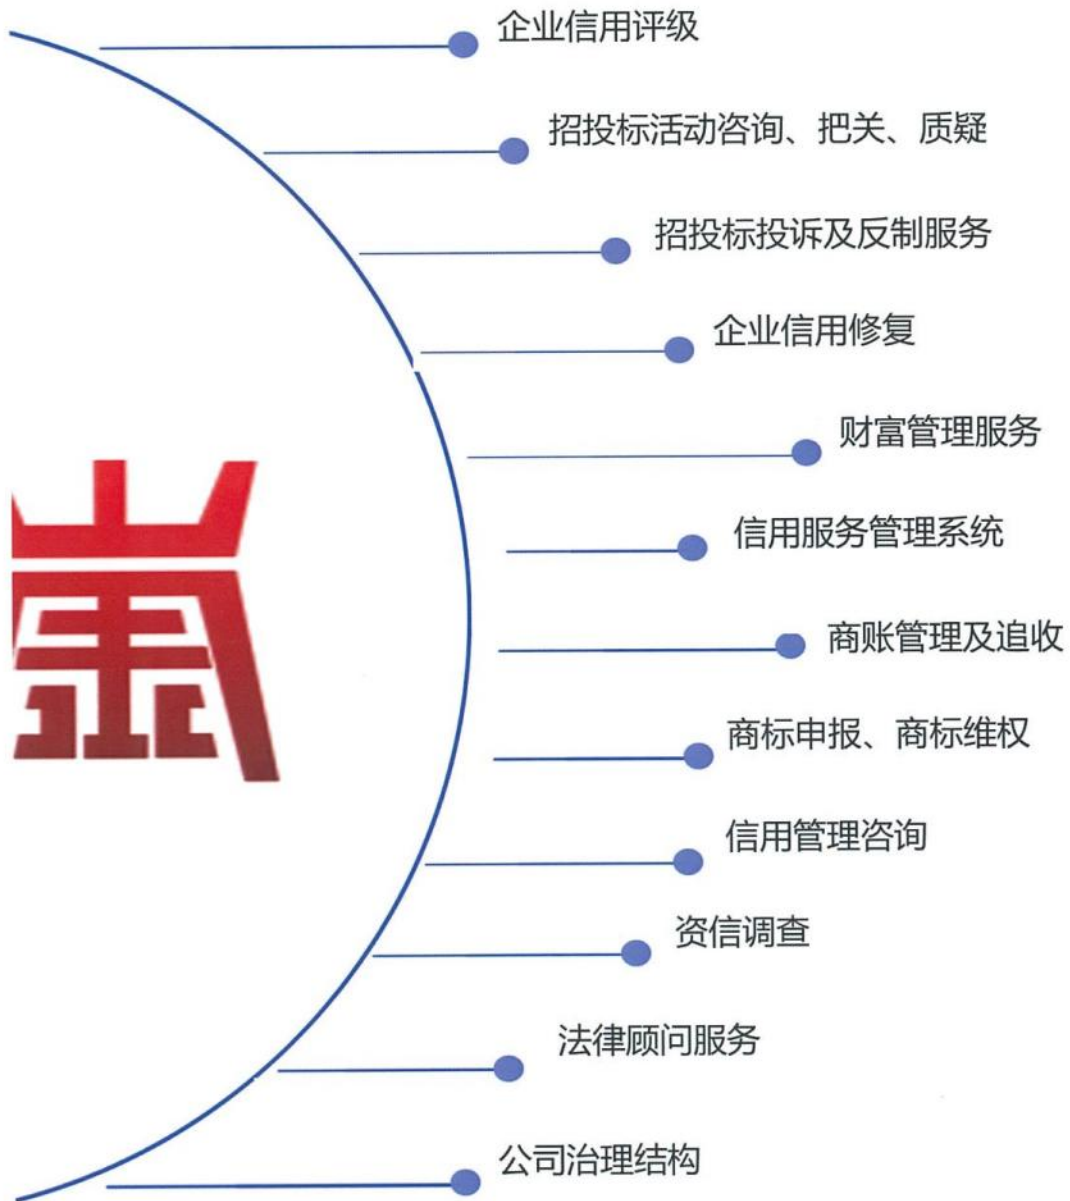 企业信用评级
招投标活动咨询、把关、质疑
招投标投诉及反制服务
企业信用修复
财富管理服务
信用服务管理系统
商账管理及追收
商标申报、商标维权
信用管理咨询
资信调查
法律顾问服务
公司治理结构